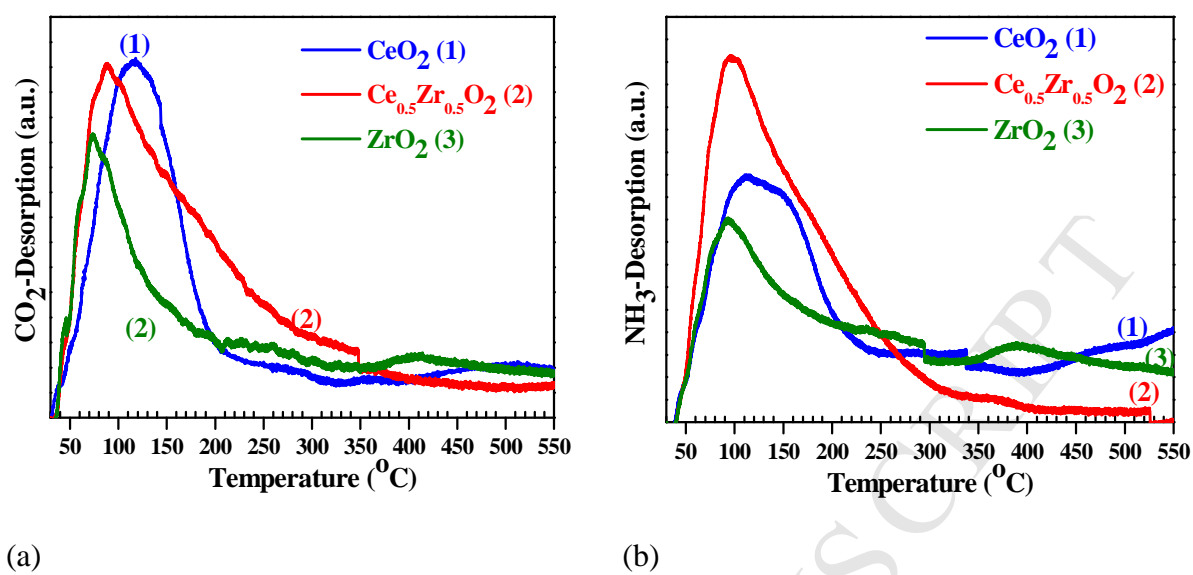 CO2-Desorption (a.u.)
(1)
CeO2 (1)
Ce0.5Zr0.5O2 (2)
ZrO2 (3)
(2)
(2)
50 100 150 200 250 300 350 400 450 500 550
Temperature (oC)
(a)
NH3-Desorption (a.u.)
CeO2 (1)
Ce0.5Zr0.5O2 (2)
ZrO2 (3)
(1)
(3)
(2)
50 100 150 200 250 300 350 400 450 500 550
Temperature (oC)
(b)
SCRIPT